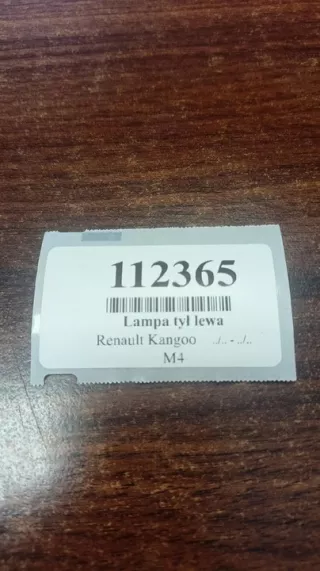 112365
Lampa tył lewa
Renault Kangoo ../.. - ../..
M4